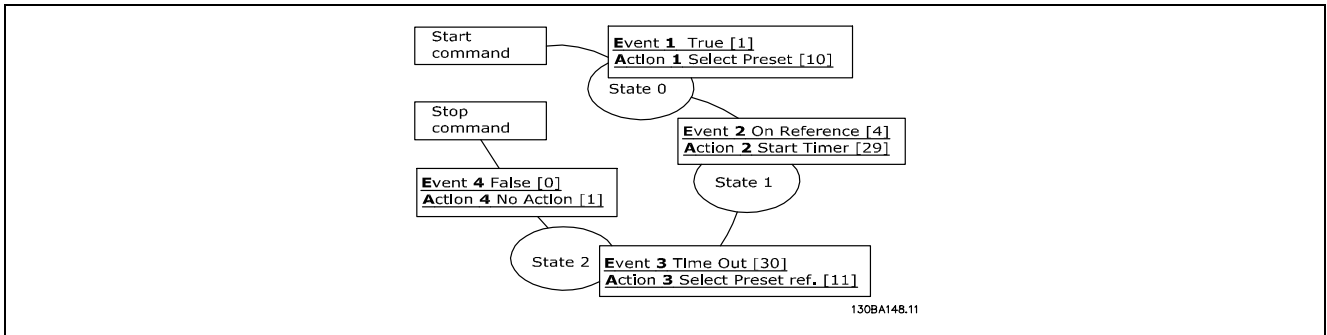 Start
command
Event 1 True [1]
Action 1 Select Preset [10]
State 0
Stop
command
Event 2 On Reference [4]
Action 2 Start Timer [29]
State 1
Event 4 False [0]
Action 4 No Action [1]
State 2
Event 3 Time Out [30]
Action 3 Select Preset ref. [11]
130BA148.11